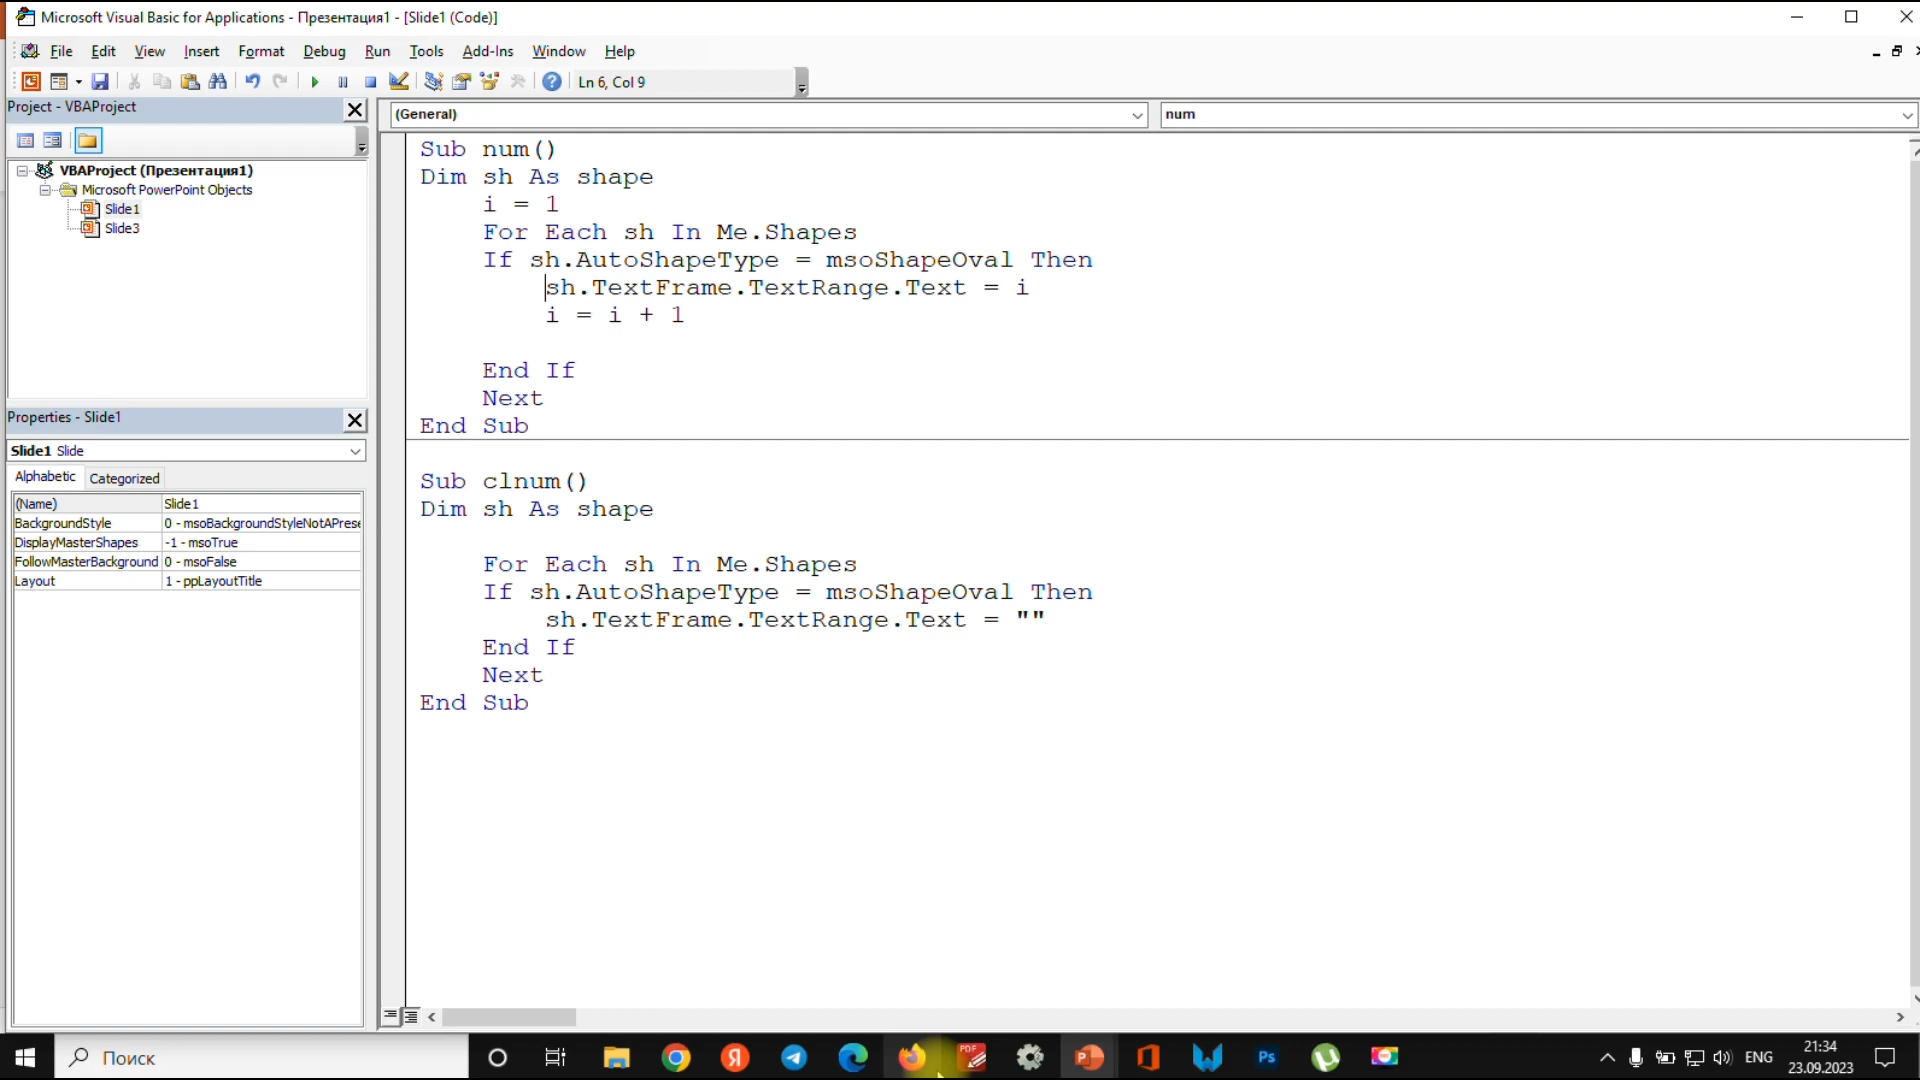 Microsoft Visual Basic for Applications - Презентация1 - [Slide1 (Code)]
File Edit View Insert Format Debug Run Tools Add-Ins Window Help
Ln 6, Col 9
Project - VBAProject
(General)
num
VBAProject (Презентация1)
Microsoft PowerPoint Objects
Slide1
Slide3
Sub num()
Dim sh As shape
i = 1
For Each sh In Me.Shapes
If sh.AutoShapeType = msoShapeOval Then
sh.TextFrame.TextRange.Text = i
i = i + 1
End If
Next
End Sub
Sub clnum()
Dim sh As shape
For Each sh In Me.Shapes
If sh.AutoShapeType = msoShapeOval Then
sh.TextFrame.TextRange.Text = ""
End If
Next
End Sub
Properties - Slide1
Slide1 Slide
Alphabetic Categorized
(Name) Slide1
BackgroundStyle 0 - msoBackgroundStyleNotAPrese
DisplayMasterShapes -1 - msoTrue
FollowMasterBackground 0 - msoFalse
Layout 1 - ppLayoutTitle
Поиск
Я
PDF
P
Ps
ENG
21:34
23.09.2023